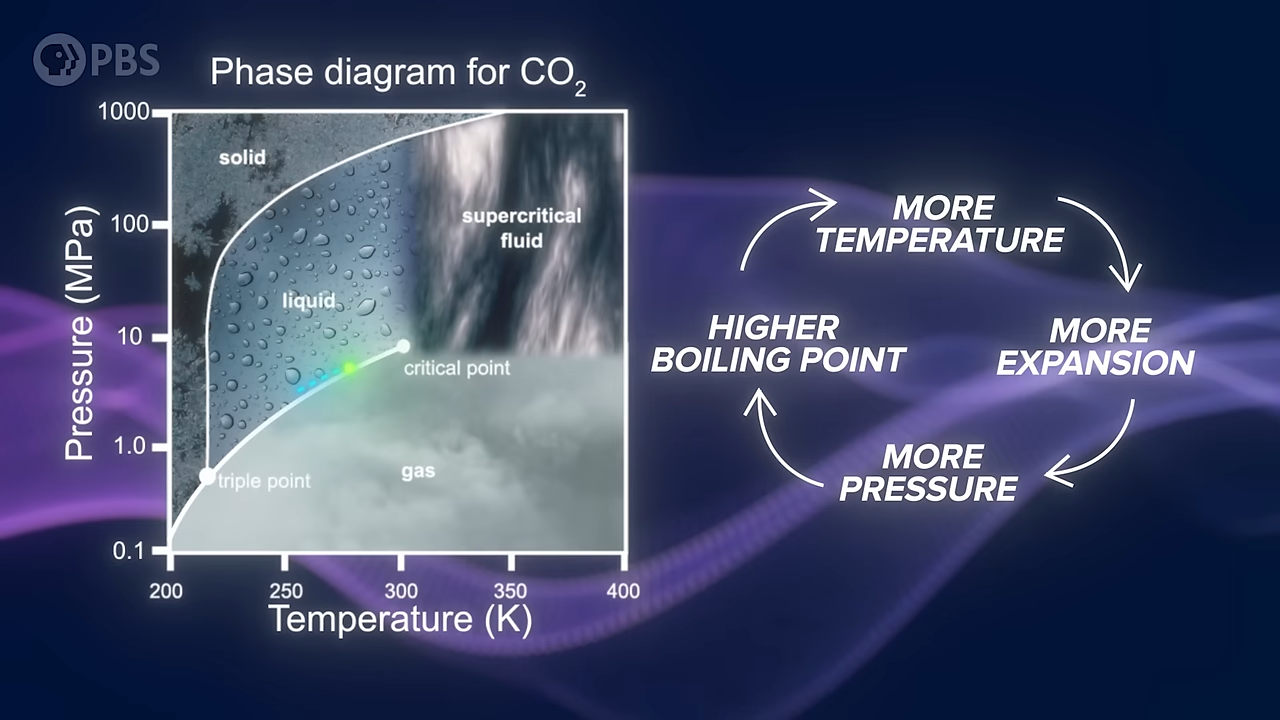 PBS
Phase diagram for CO₂
1000
100
10
1.0
0.1
Pressure (MPa)
solid
liquid
supercritical
fluid
critical point
triple point
gas
200 250 300 350 400
Temperature (K)
MORE
TEMPERATURE
MORE
EXPANSION
MORE
PRESSURE
HIGHER
BOILING POINT